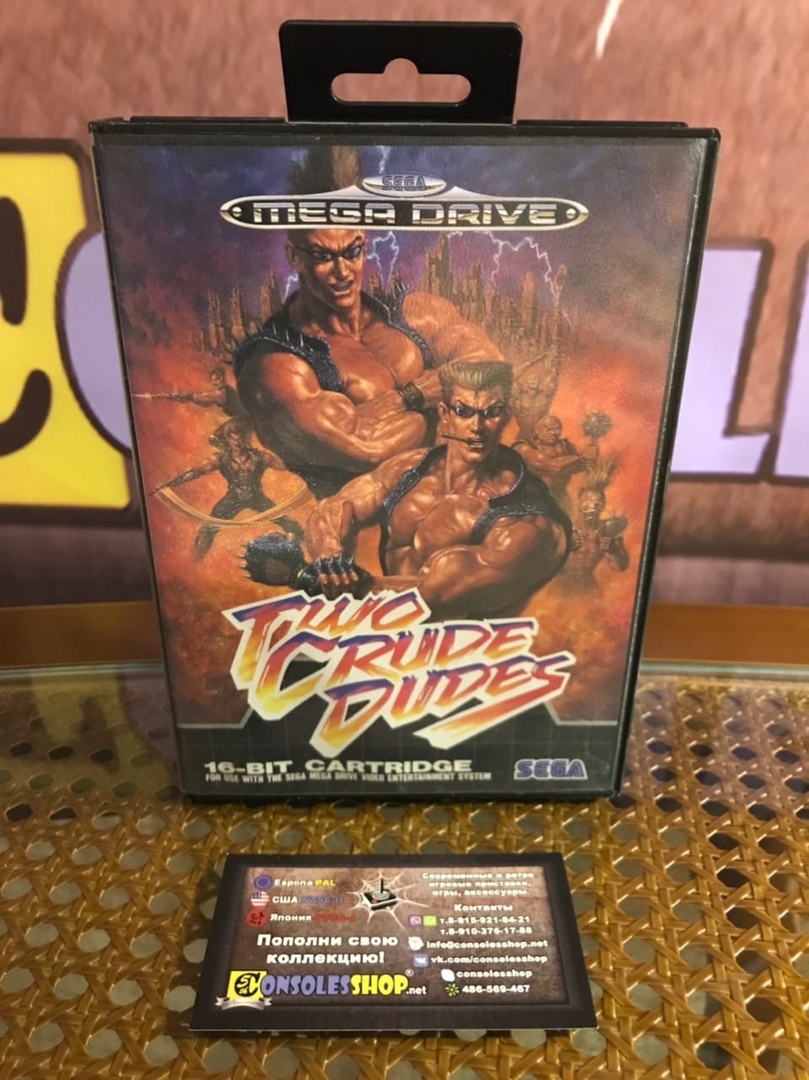 SEGA
MEGA DRIVE
TWO
CRUDE
DUDES
16-BIT CARTRIDGE
FOR USE WITH THE SEGA MEGA DRIVE VIDEO ENTERTAINMENT SYSTEM
SEGA
Европа PAL
США
Япония
Пополни свою
коллекцию!
CONSOLESSHOP®.net
Современные и ретро
игровые приставки,
игры, аксессуары.
Контакты
т.8-915-921-94-21
т.8-910-376-17-88
info@consolesshop.net
vk.com/consolesshop
consolesshop
486-569-467